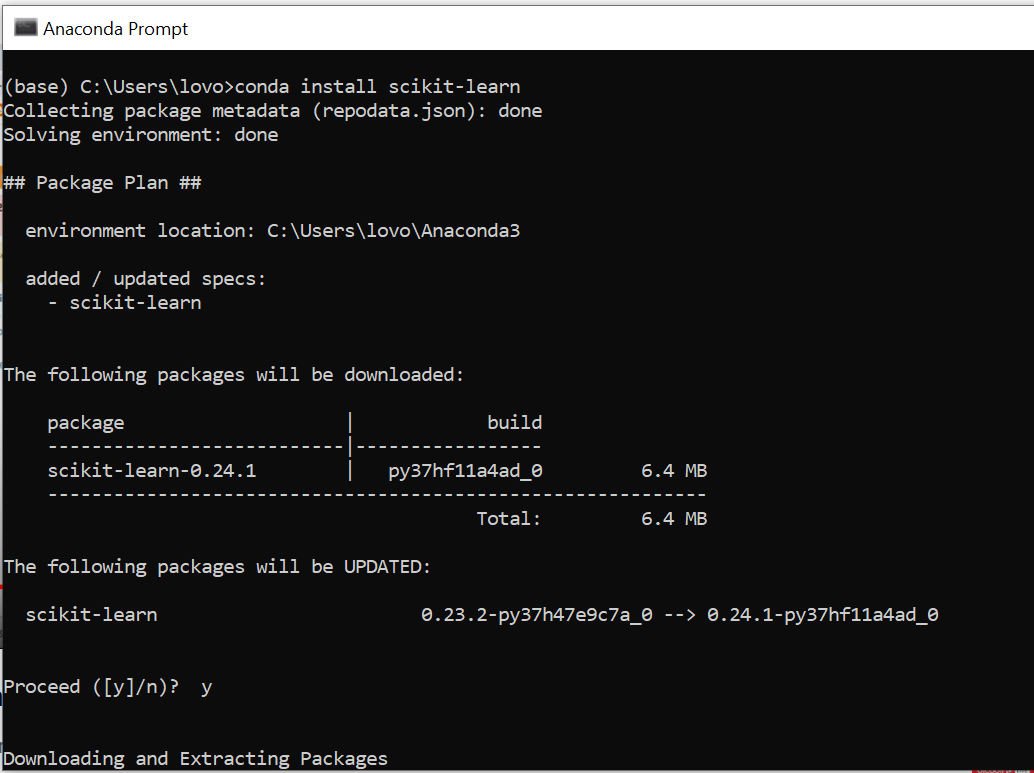 Anaconda Prompt
(base) C:\Users\lovo>conda install scikit-learn
Collecting package metadata (repodata.json): done
Solving environment: done
## Package Plan ##
environment location: C:\Users\lovo\Anaconda3
added / updated specs:
- scikit-learn
The following packages will be downloaded:
package | build
---------------------------|-----------------
scikit-learn-0.24.1 | py37hf11a4ad_0 6.4 MB
------------------------------------------------------------
Total: 6.4 MB
The following packages will be UPDATED:
scikit-learn 0.23.2-py37h47e9c7a_0 --> 0.24.1-py37hf11a4ad_0
Proceed ([y]/n)? y
Downloading and Extracting Packages